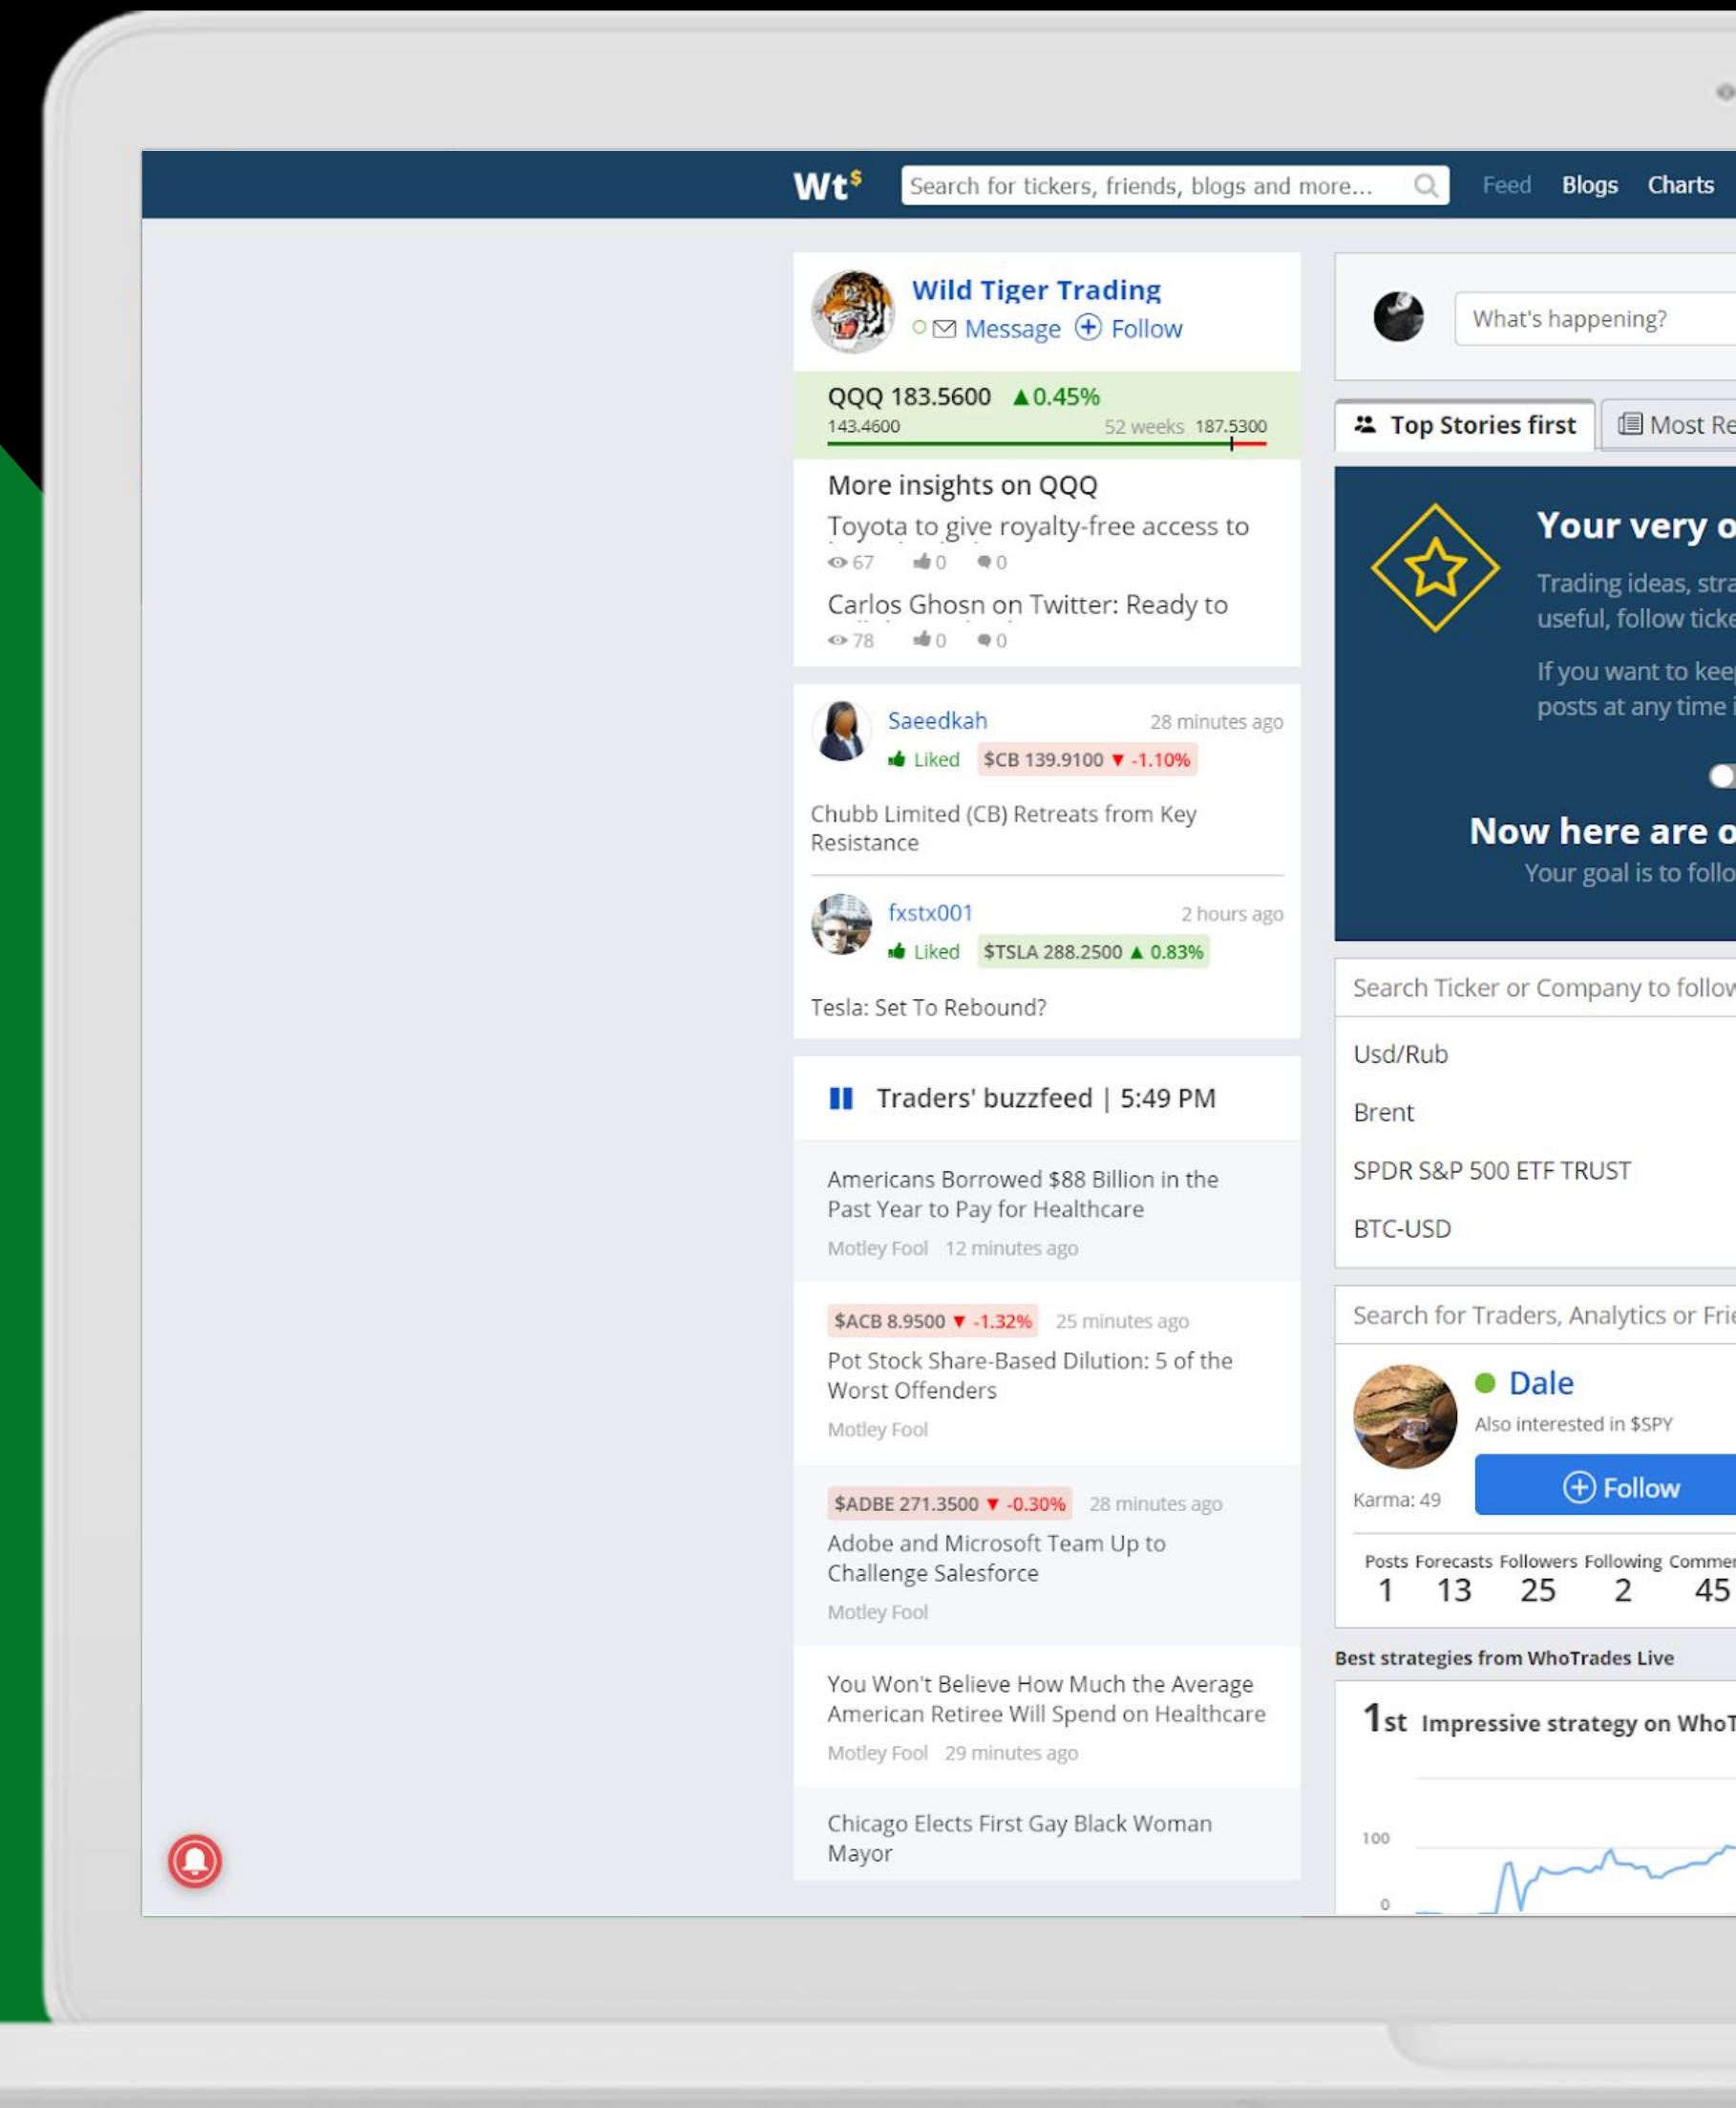 Wt$
Search for tickers, friends, blogs and more...
Feed Blogs Charts
Wild Tiger Trading
Message Follow
QQQ 183.5600 ▲0.45%
143.4600 52 weeks 187.5300
More insights on QQQ
Toyota to give royalty-free access to
67 0 0
Carlos Ghosn on Twitter: Ready to
78 0 0
Saeedkah 28 minutes ago
Liked $CB 139.9100 ▼ -1.10%
Chubb Limited (CB) Retreats from Key
Resistance
fxstx001 2 hours ago
Liked $TSLA 288.2500 ▲ 0.83%
Tesla: Set To Rebound?
Traders' buzzfeed | 5:49 PM
Americans Borrowed $88 Billion in the
Past Year to Pay for Healthcare
Motley Fool 12 minutes ago
$ACB 8.9500 ▼ -1.32% 25 minutes ago
Pot Stock Share-Based Dilution: 5 of the
Worst Offenders
Motley Fool
$ADBE 271.3500 ▼ -0.30% 28 minutes ago
Adobe and Microsoft Team Up to
Challenge Salesforce
Motley Fool
You Won't Believe How Much the Average
American Retiree Will Spend on Healthcare
Motley Fool 29 minutes ago
Chicago Elects First Gay Black Woman
Mayor
What's happening?
Top Stories first Most Re
Your very o
Trading ideas, stra
useful, follow ticke
If you want to keep
posts at any time i
Now here are o
Your goal is to follo
Search Ticker or Company to follow
Usd/Rub
Brent
SPDR S&P 500 ETF TRUST
BTC-USD
Search for Traders, Analytics or Frie
Dale
Also interested in $SPY
Follow
Karma: 49
Posts Forecasts Followers Following Commen
1 13 25 2 45
Best strategies from WhoTrades Live
1st Impressive strategy on WhoT
100
0